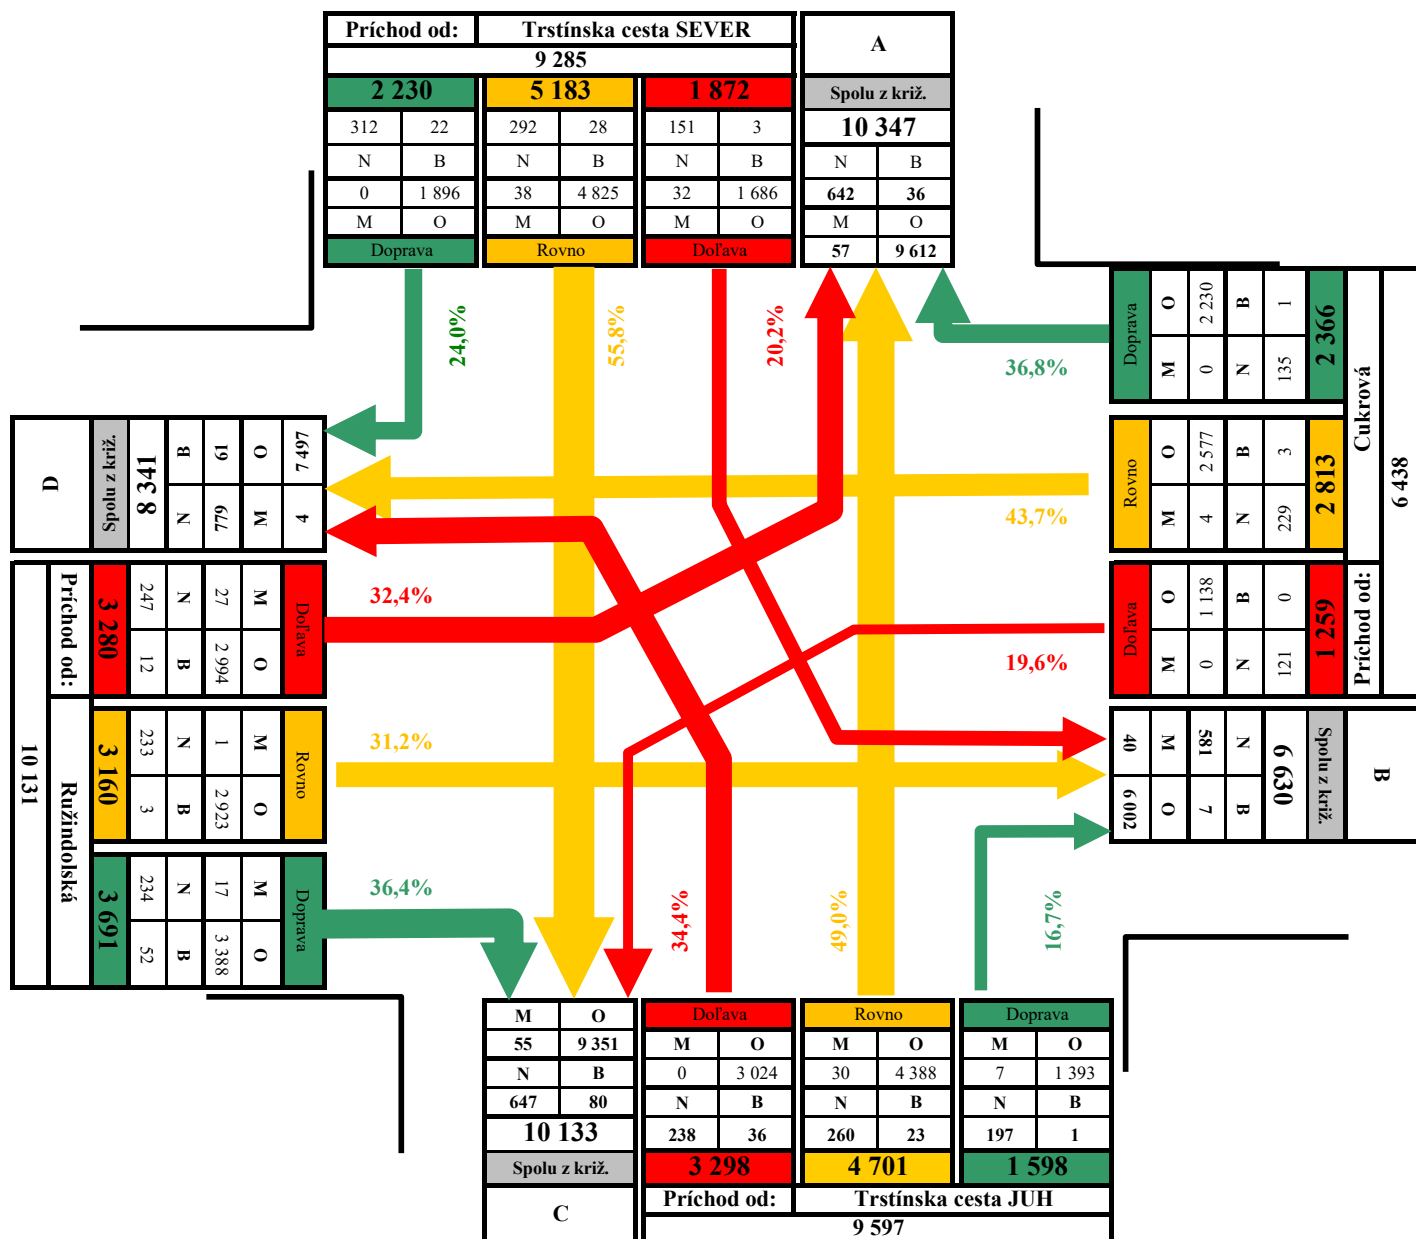 Príchod od: Trstínska cesta SEVER
9 285
2 230 5 183 1 872
312 22 292 28 151 3
N B N B N B
0 1 896 38 4 825 32 1 686
M O M O M O
Doprava Rovno Doľava
A
Spolu z križ.
10 347
N B
642 36
M O
57 9 612
24,0%
55,8%
20,2%
36,8%
43,7%
19,6%
Doprava
O B
2 230 1
M N
0 135
2 366
Rovno
O B
2 577 3
M N
4 229
2 813
Doľava
O B
1 138 0
M N
0 121
1 259
Príchod od: Cukrová
6 438
B
Spolu z križ.
6 630
N B
581 7
M O
40 6 002
D
Spolu z križ.
8 341
N B
779 19
M O
4 7 497
Doľava
M O
27 2 994
N B
247 12
3 280
Rovno
M O
1 2 923
N B
233 3
3 160
Doprava
M O
17 3 388
N B
234 52
3 691
Príchod od: Ružindolská
10 131
32,4%
31,2%
36,4%
34,4%
49,0%
16,7%
M O
55 9 351
N B
647 80
10 133
Spolu z križ.
C
Doľava Rovno Doprava
M O M O M O
0 3 024 30 4 388 7 1 393
N B N B N B
238 36 260 23 197 1
3 298 4 701 1 598
Príchod od: Trstínska cesta JUH
9 597